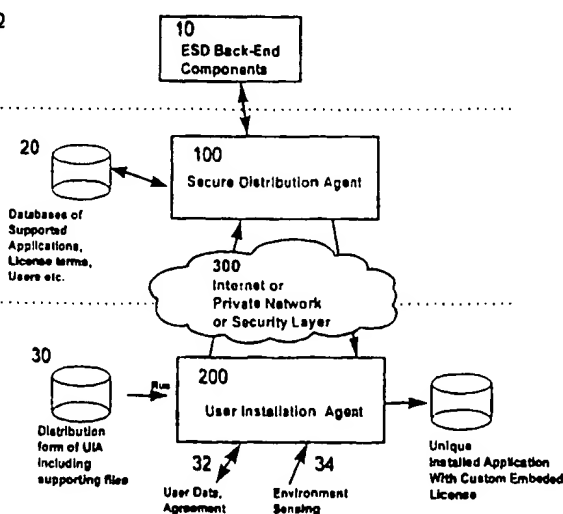 10
ESD Back-End
Components
20
100
Secure Distribution Agent
Databases of
Supported
Applications,
License terms,
Users etc.
300
Internet or
Private Network
or Security Layer
30
Run
200
User Installation Agent
Distribution
form of UIA
including
supporting files
32
34
User Data,
Agreement
Environment
Sensing
Unique
Installed Application
With Custom Embeded
License